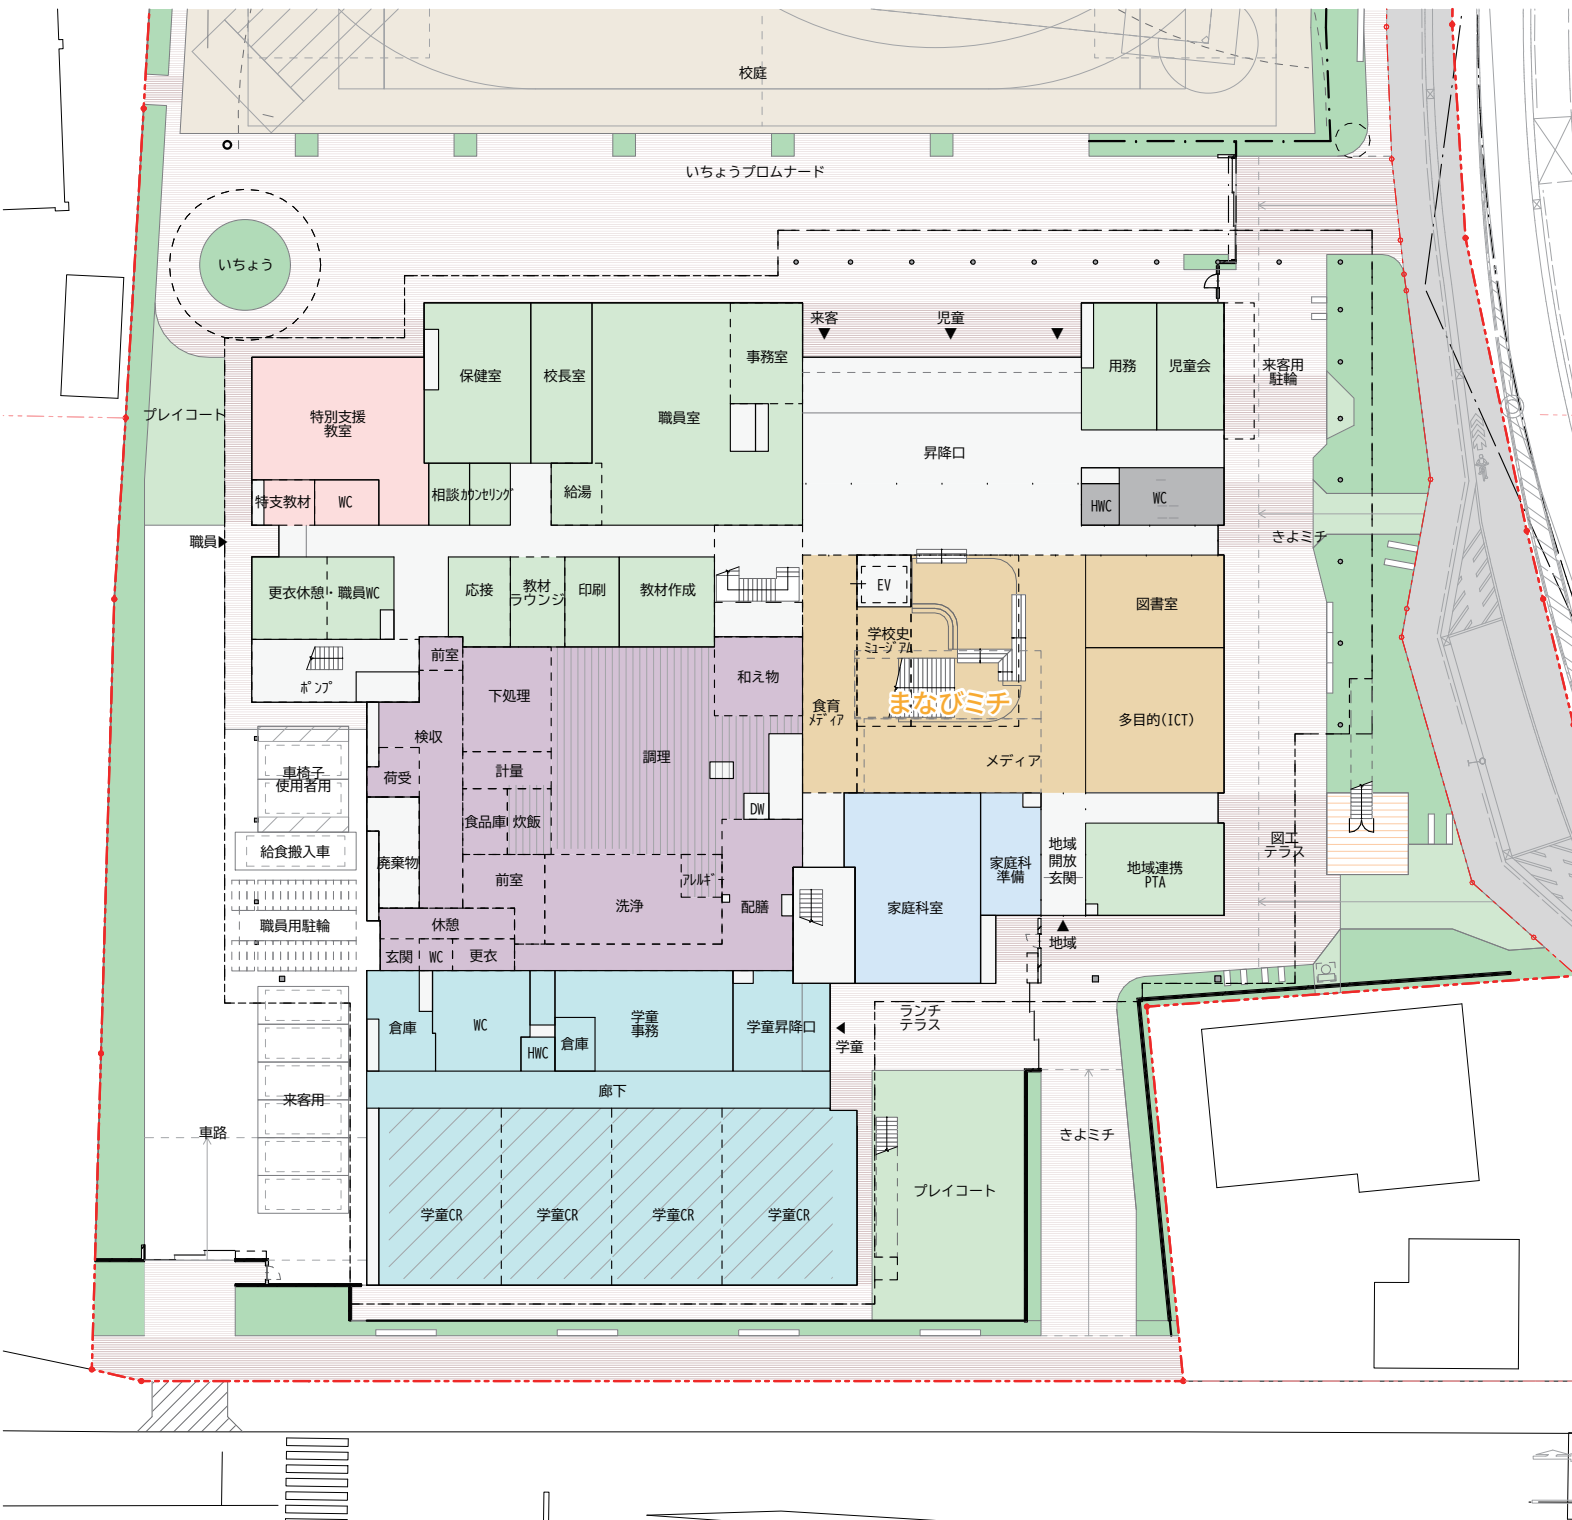 校庭
いちょうプロムナード
いちょう
来客
児童
事務室
保健室
校長室
職員室
用務
児童会
来客用
駐輪
プレイコート
特別支援
教室
昇降口
特支教材
WC
相談
ｶｳﾝｾﾘﾝｸﾞ
給湯
HWC
WC
職員
きよミチ
更衣休憩・職員WC
応接
教材
ラウンジ
印刷
教材作成
EV
図書室
学校史
ﾐｭｰｼﾞｱﾑ
前室
ﾎﾟﾝﾌﾟ
下処理
和え物
まなびミチ
食育
ﾒﾃﾞｨｱ
多目的(ICT)
検収
調理
メディア
荷受
計量
車椅子
使用者用
DW
食品庫
炊飯
給食搬入車
廃棄物
前室
ｱﾚﾙｷﾞｰ
地域
開放
玄関
家庭科
準備
地域連携
PTA
図工
テラス
家庭科室
洗浄
配膳
職員用駐輪
休憩
玄関
WC
更衣
地域
倉庫
WC
HWC
倉庫
学童
事務
学童昇降口
学童
ランチ
テラス
廊下
来客用
車路
きよミチ
プレイコート
学童CR
学童CR
学童CR
学童CR